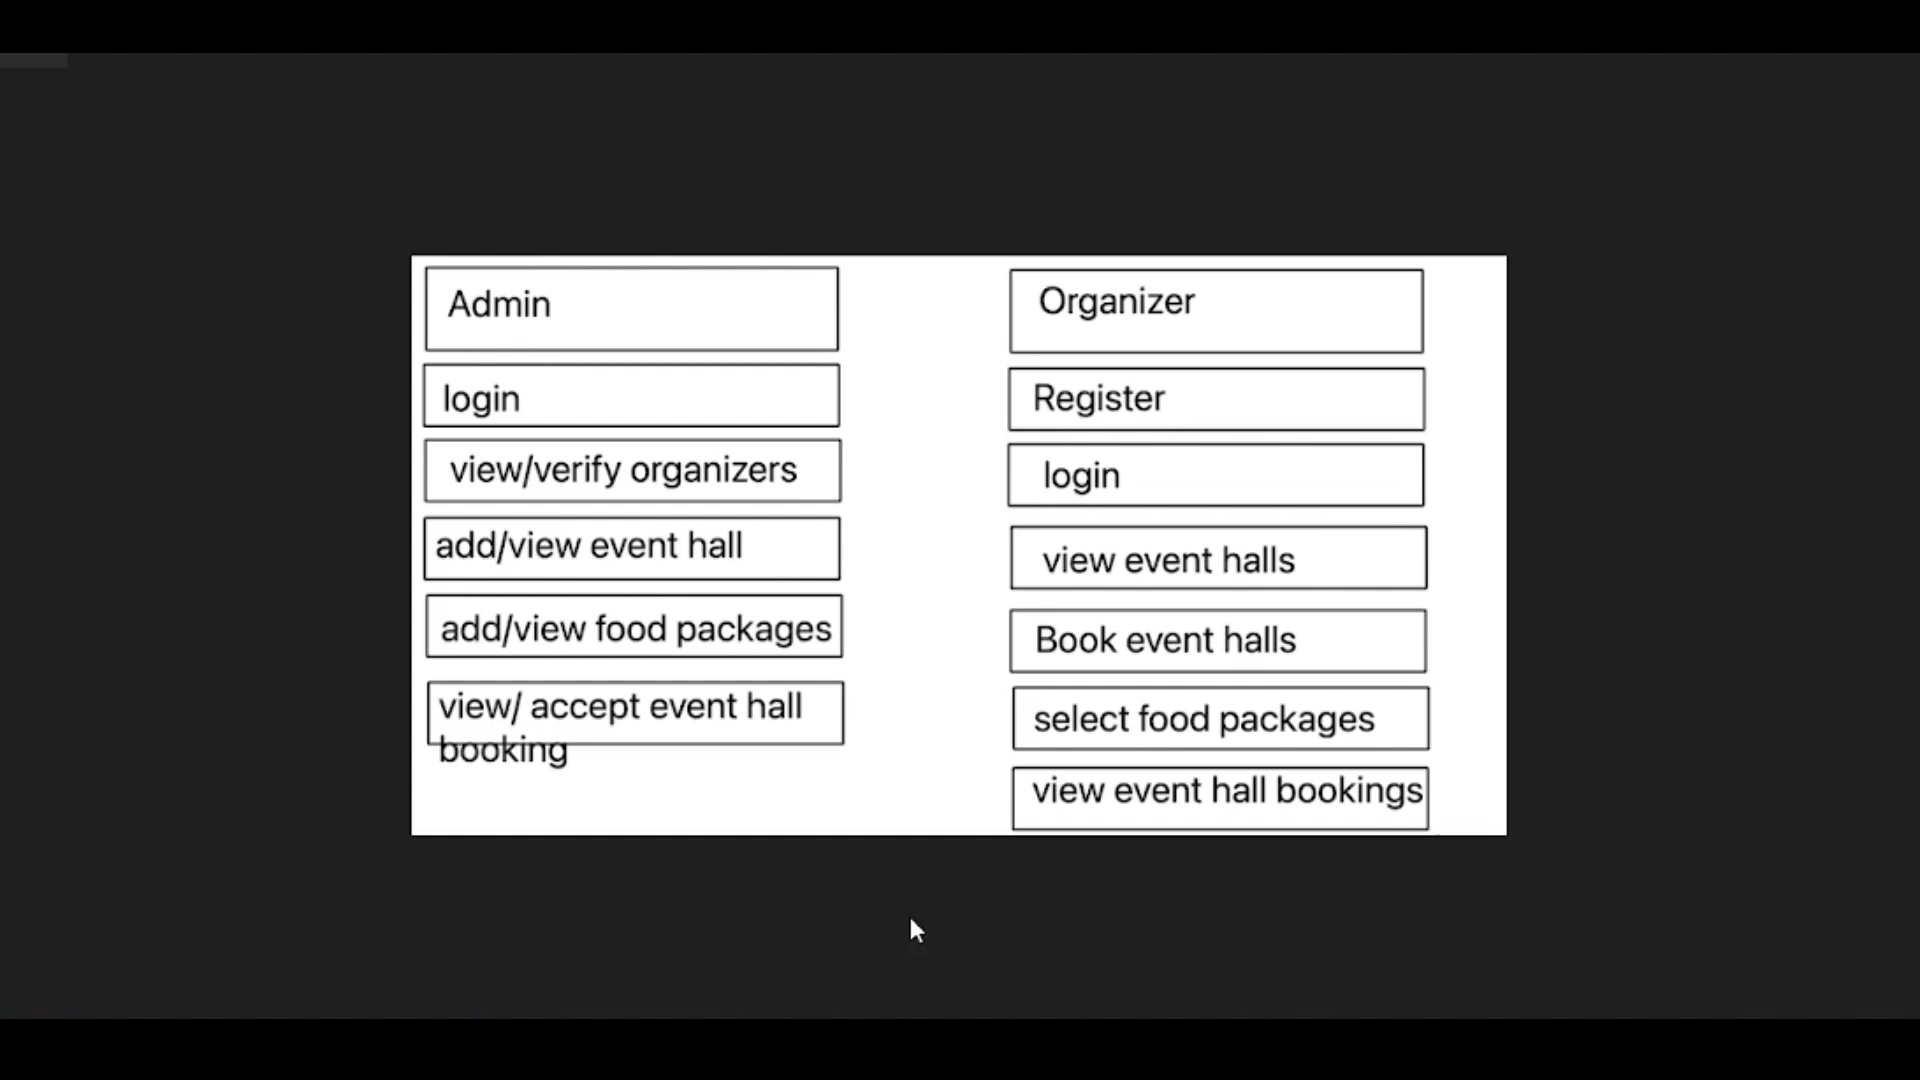 Admin
login
view/verify organizers
add/view event hall
add/view food packages
view/ accept event hall
booking
Organizer
Register
login
view event halls
Book event halls
select food packages
view event hall bookings